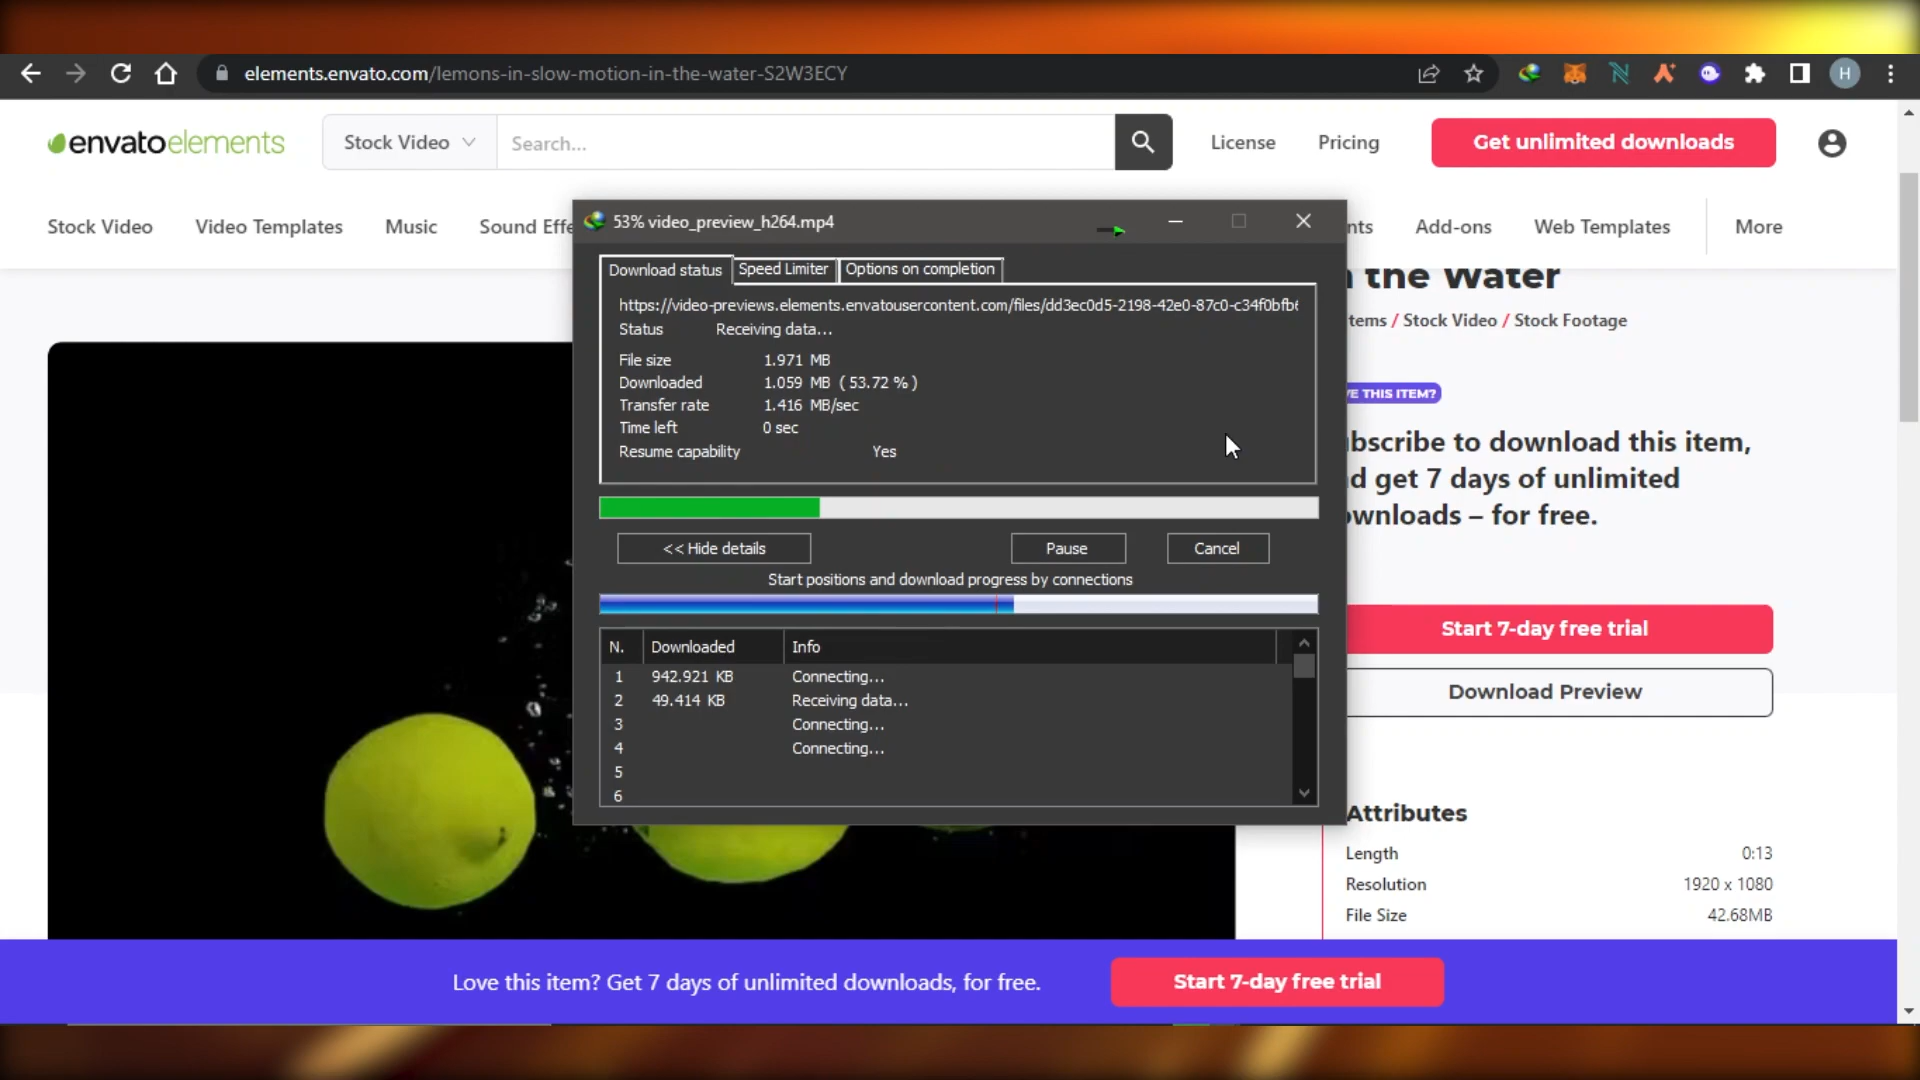 elements.envato.com/lemons-in-slow-motion-in-the-water-S2W3ECY
H
envatoelements
Stock Video
Search...
License
Pricing
Get unlimited downloads
Stock Video
Video Templates
Music
Sound Effe
nts
Add-ons
Web Templates
More
53% video_preview_h264.mp4
Download status
Speed Limiter
Options on completion
https://video-previews.elements.envatousercontent.com/files/dd3ec0d5-2198-42e0-87c0-c34f0bfb6
Status Receiving data...
File size 1.971 MB
Downloaded 1.059 MB ( 53.72 % )
Transfer rate 1.416 MB/sec
Time left 0 sec
Resume capability Yes
<< Hide details
Pause
Cancel
Start positions and download progress by connections
N. Downloaded Info
1 942.921 KB Connecting...
2 49.414 KB Receiving data...
3 Connecting...
4 Connecting...
5
6
the Water
tems / Stock Video / Stock Footage
VE THIS ITEM?
ubscribe to download this item,
d get 7 days of unlimited
ownloads – for free.
Start 7-day free trial
Download Preview
Attributes
Length 0:13
Resolution 1920 x 1080
File Size 42.68MB
Love this item? Get 7 days of unlimited downloads, for free.
Start 7-day free trial